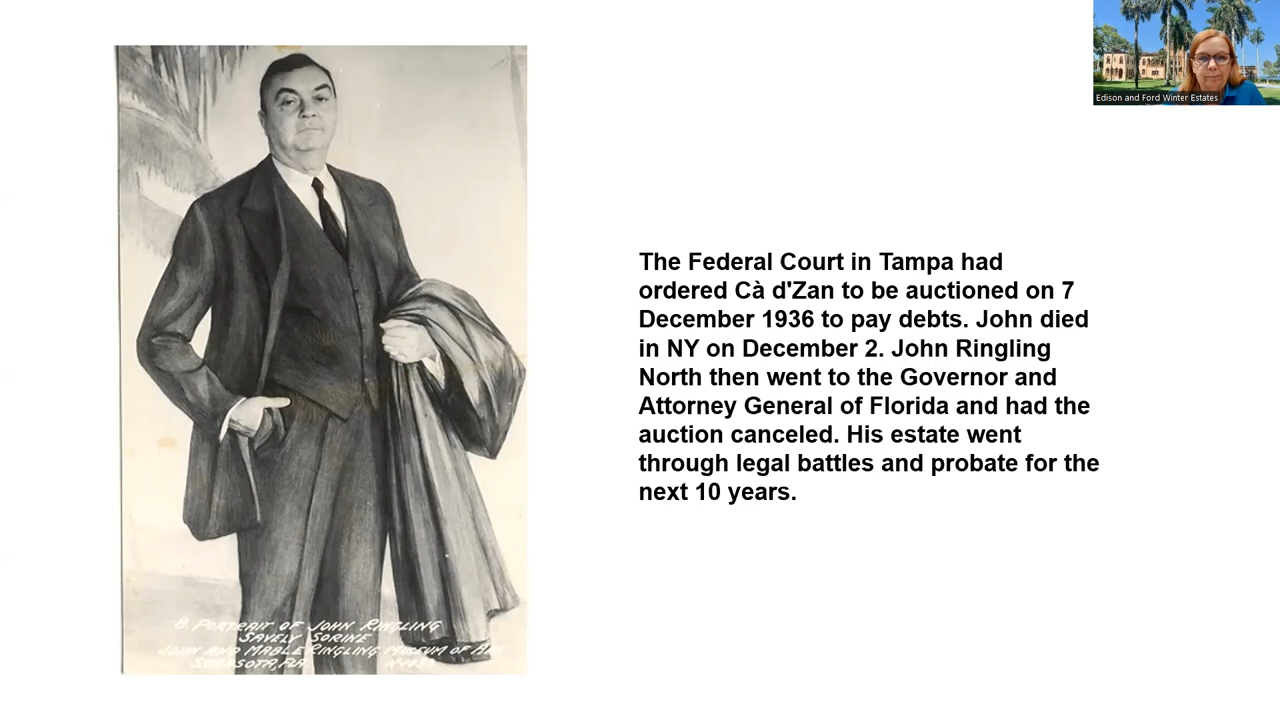 Edison and Ford Winter Estates
The Federal Court in Tampa had
ordered Cà d'Zan to be auctioned on 7
December 1936 to pay debts. John died
in NY on December 2. John Ringling
North then went to the Governor and
Attorney General of Florida and had the
auction canceled. His estate went
through legal battles and probate for the
next 10 years.
PORTRAIT OF JOHN RINGLING
SAVELY SORINE
JOHN AND MABLE RINGLING MUSEUM OF ART
SARASOTA, FLA